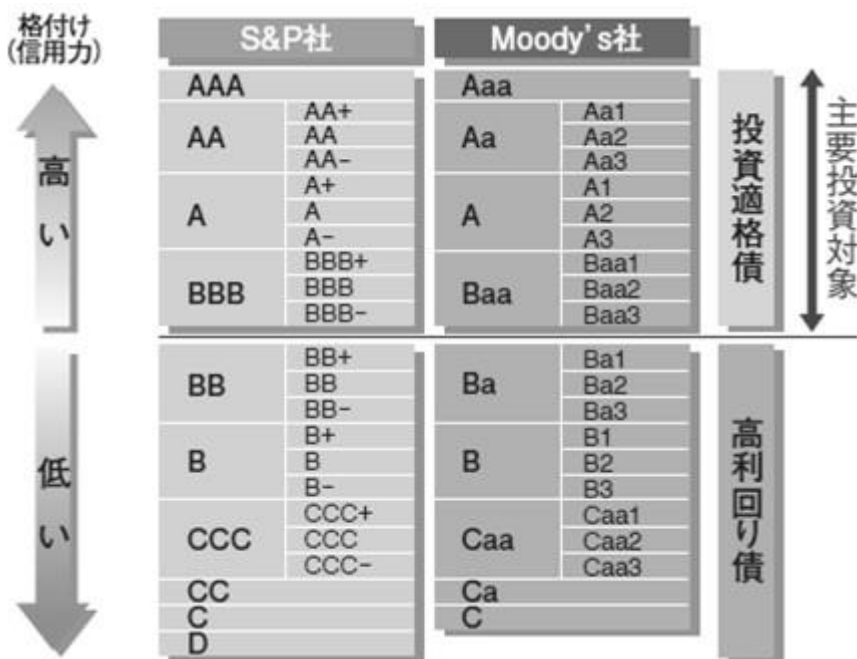 格付け
(信用力)
S&P社
Moody's社
高い
低い
AAA
AA
AA+
AA
AA-
A
A+
A
A-
BBB
BBB+
BBB
BBB-
BB
BB+
BB
BB-
B
B+
B
B-
CCC
CCC+
CCC
CCC-
CC
C
D
Aaa
Aa
Aa1
Aa2
Aa3
A
A1
A2
A3
Baa
Baa1
Baa2
Baa3
Ba
Ba1
Ba2
Ba3
B
B1
B2
B3
Caa
Caa1
Caa2
Caa3
Ca
C
投資適格債
主要投資対象
高利回り債